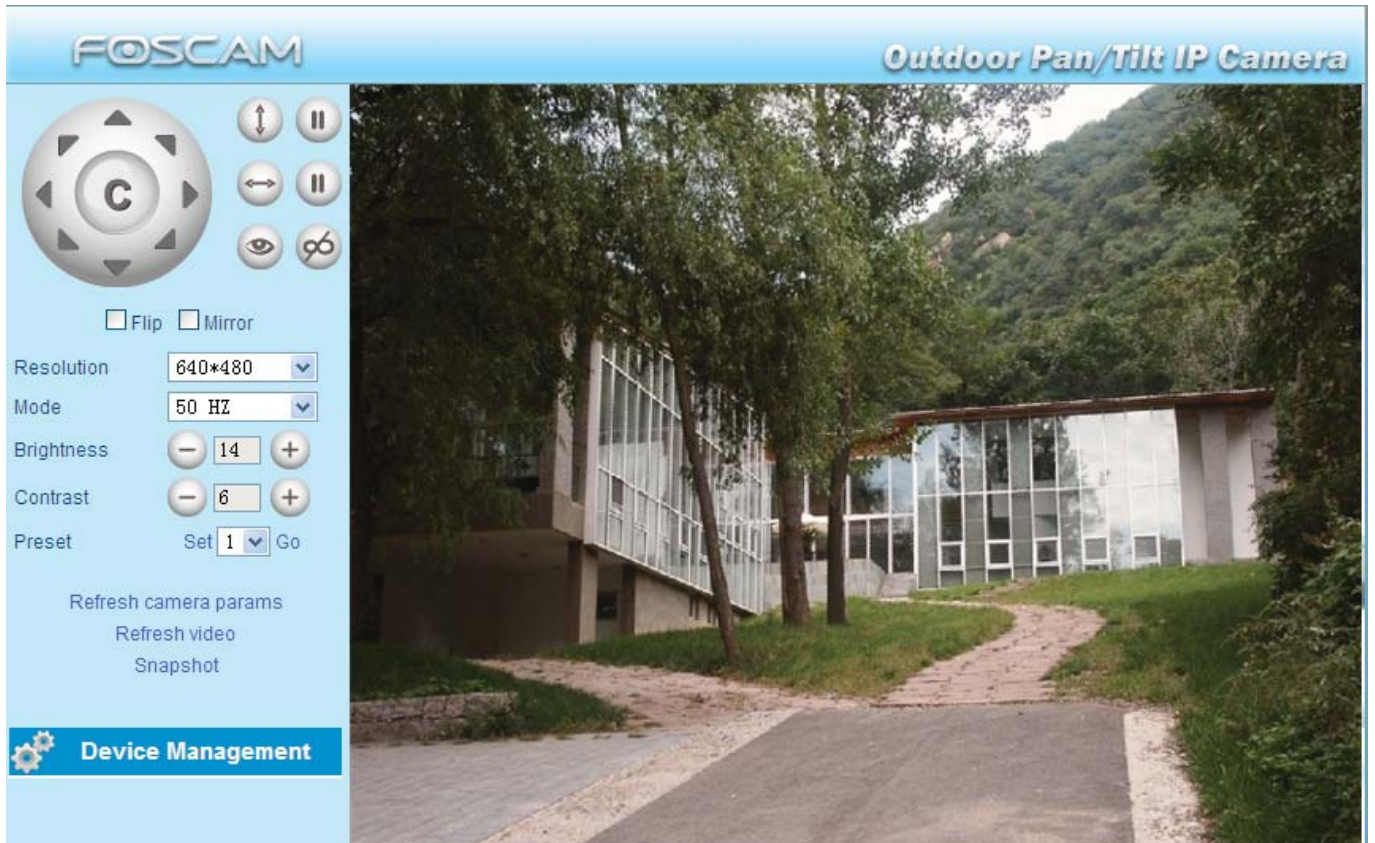 FOSCAM
Outdoor Pan/Tilt IP Camera
C
Flip Mirror
Resolution 640*480
Mode 50 HZ
Brightness 14
Contrast 6
Preset Set 1 Go
Refresh camera params
Refresh video
Snapshot
Device Management